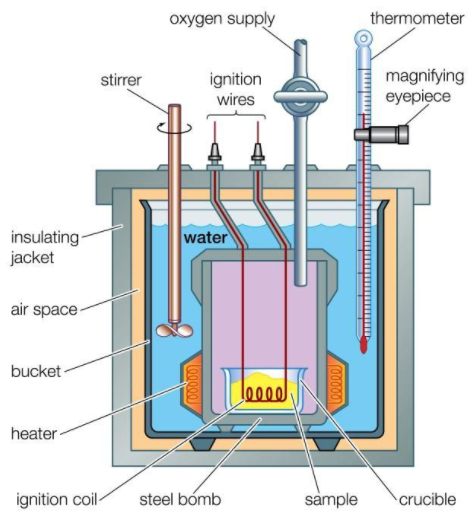 oxygen supply
thermometer
stirrer
ignition
wires
magnifying
eyepiece
water
insulating
jacket
air space
bucket
heater
ignition coil
steel bomb
sample
crucible